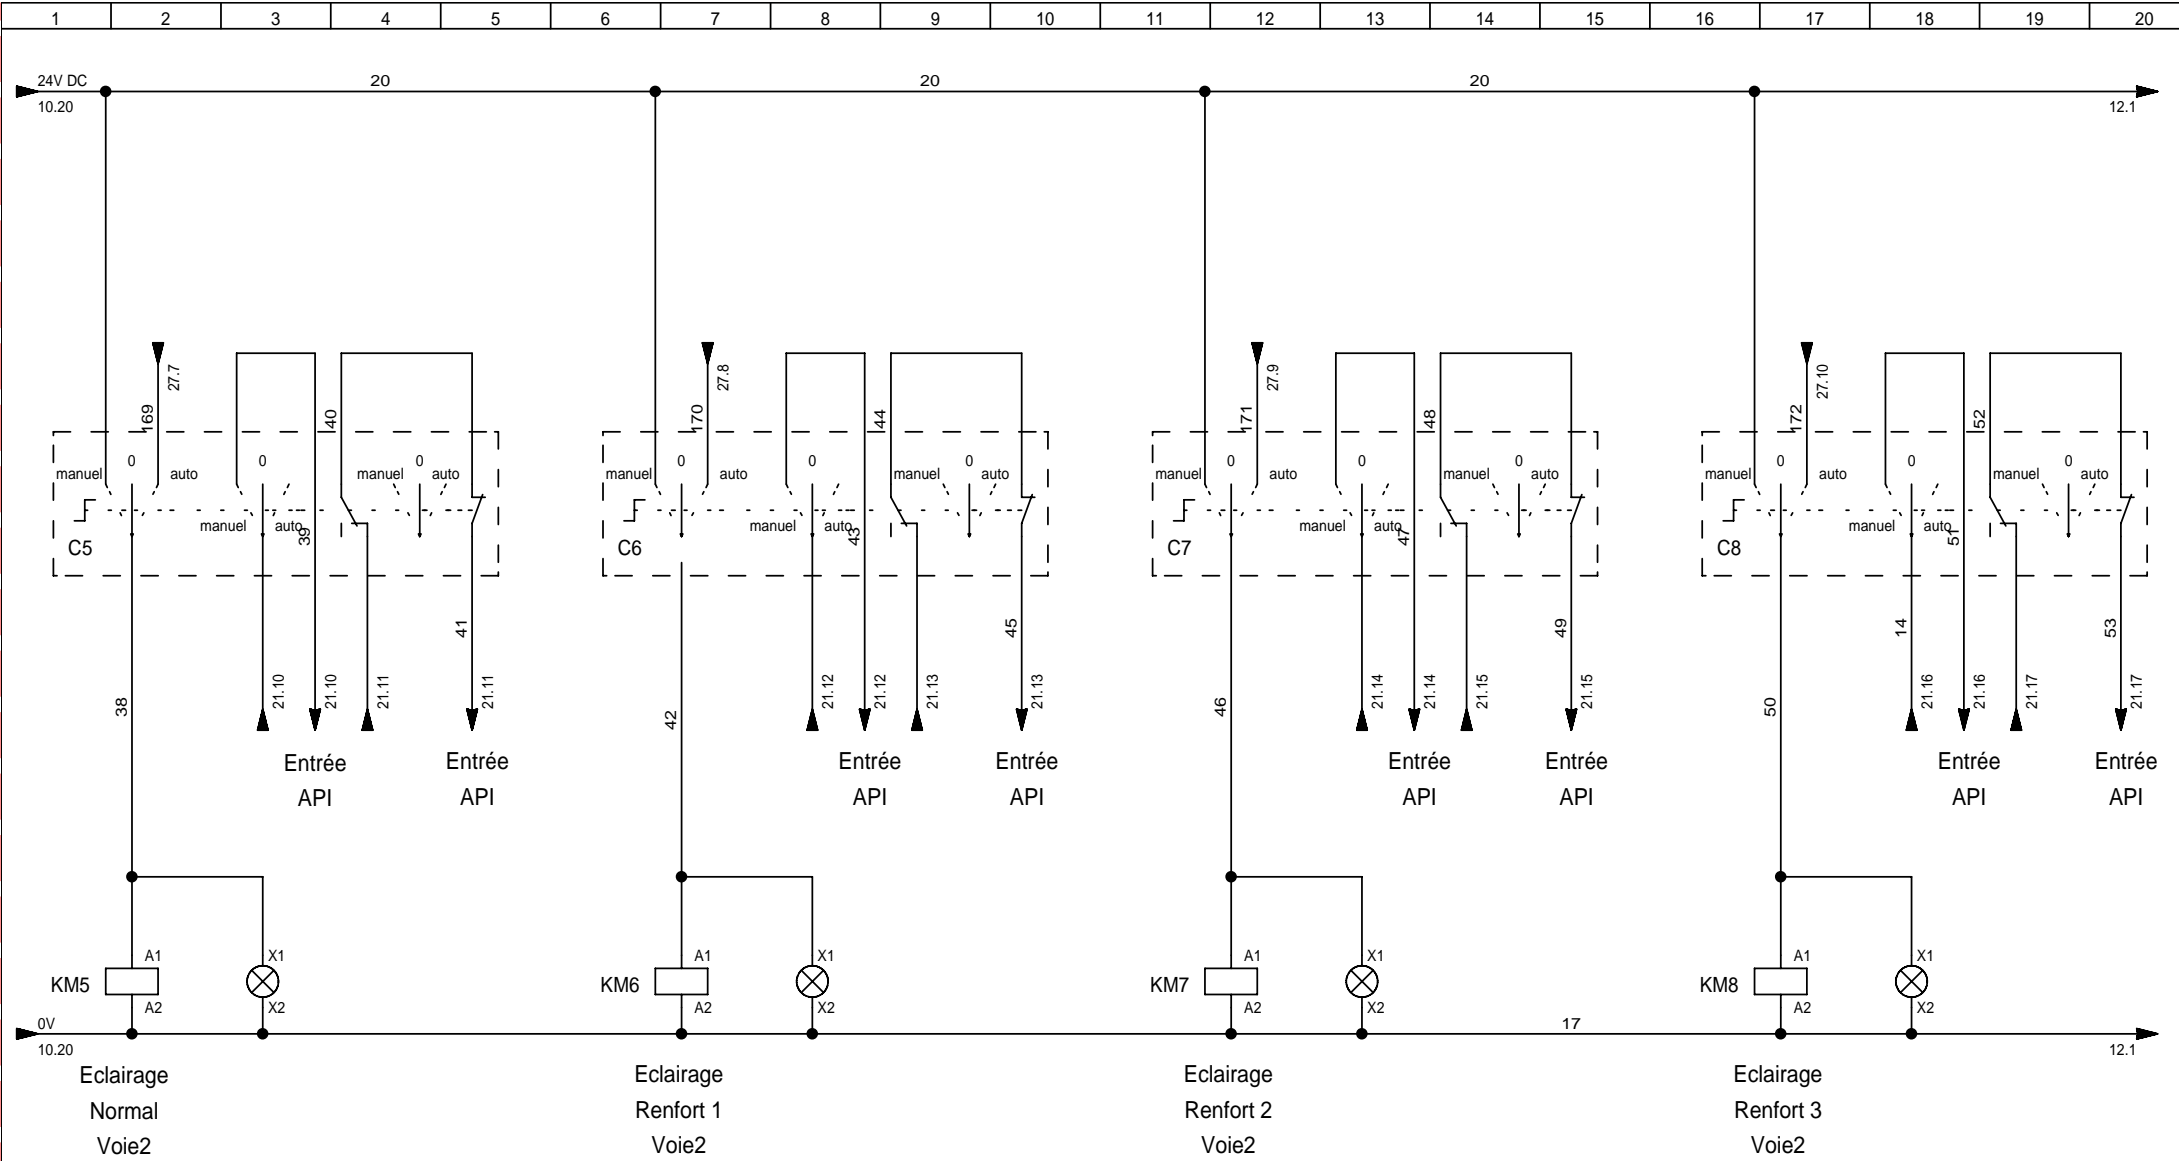 1 2 3 4 5 6 7 8 9 10 11 12 13 14 15 16 17 18 19 20
24V DC 20 20 20
10.20 12.1
27.7 27.8 27.9 27.10
169 40 170 44 171 48 172 52
0 0 0 0 0 0 0 0 0 0 0 0
manuel auto manuel auto manuel auto manuel auto manuel auto manuel auto manuel auto manuel auto
manuel auto manuel auto manuel auto manuel auto
39 43 47 51
C5 C6 C7 C8
41 45 49 14 53
38 21.10 21.10 21.11 21.11 42 21.12 21.12 21.13 21.13 46 21.14 21.14 21.15 21.15 50 21.16 21.16 21.17 21.17
Entrée Entrée Entrée Entrée Entrée Entrée Entrée Entrée
API API API API API API API API
A1 X1 A1 X1 A1 X1 A1 X1
KM5 KM6 KM7 KM8
A2 X2 A2 X2 A2 X2 A2 X2
0V 17
10.20 12.1
Eclairage Eclairage Eclairage Eclairage
Normal Renfort 1 Renfort 2 Renfort 3
Voie2 Voie2 Voie2 Voie2